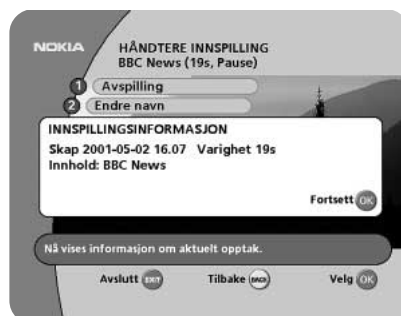 NOKIA
HÅNDTERE INNSPILLING
BBC News (19s, Pause)
1 Avspilling
2 Endre navn
INNSPILLINGSINFORMASJON
Skap 2001-05-02 16.07 Varighet 19s
Innhold: BBC News
Fortsett OK
Nå vises informasjon om aktuelt opptak.
Avslutt EXIT Tilbake BACK Velg OK